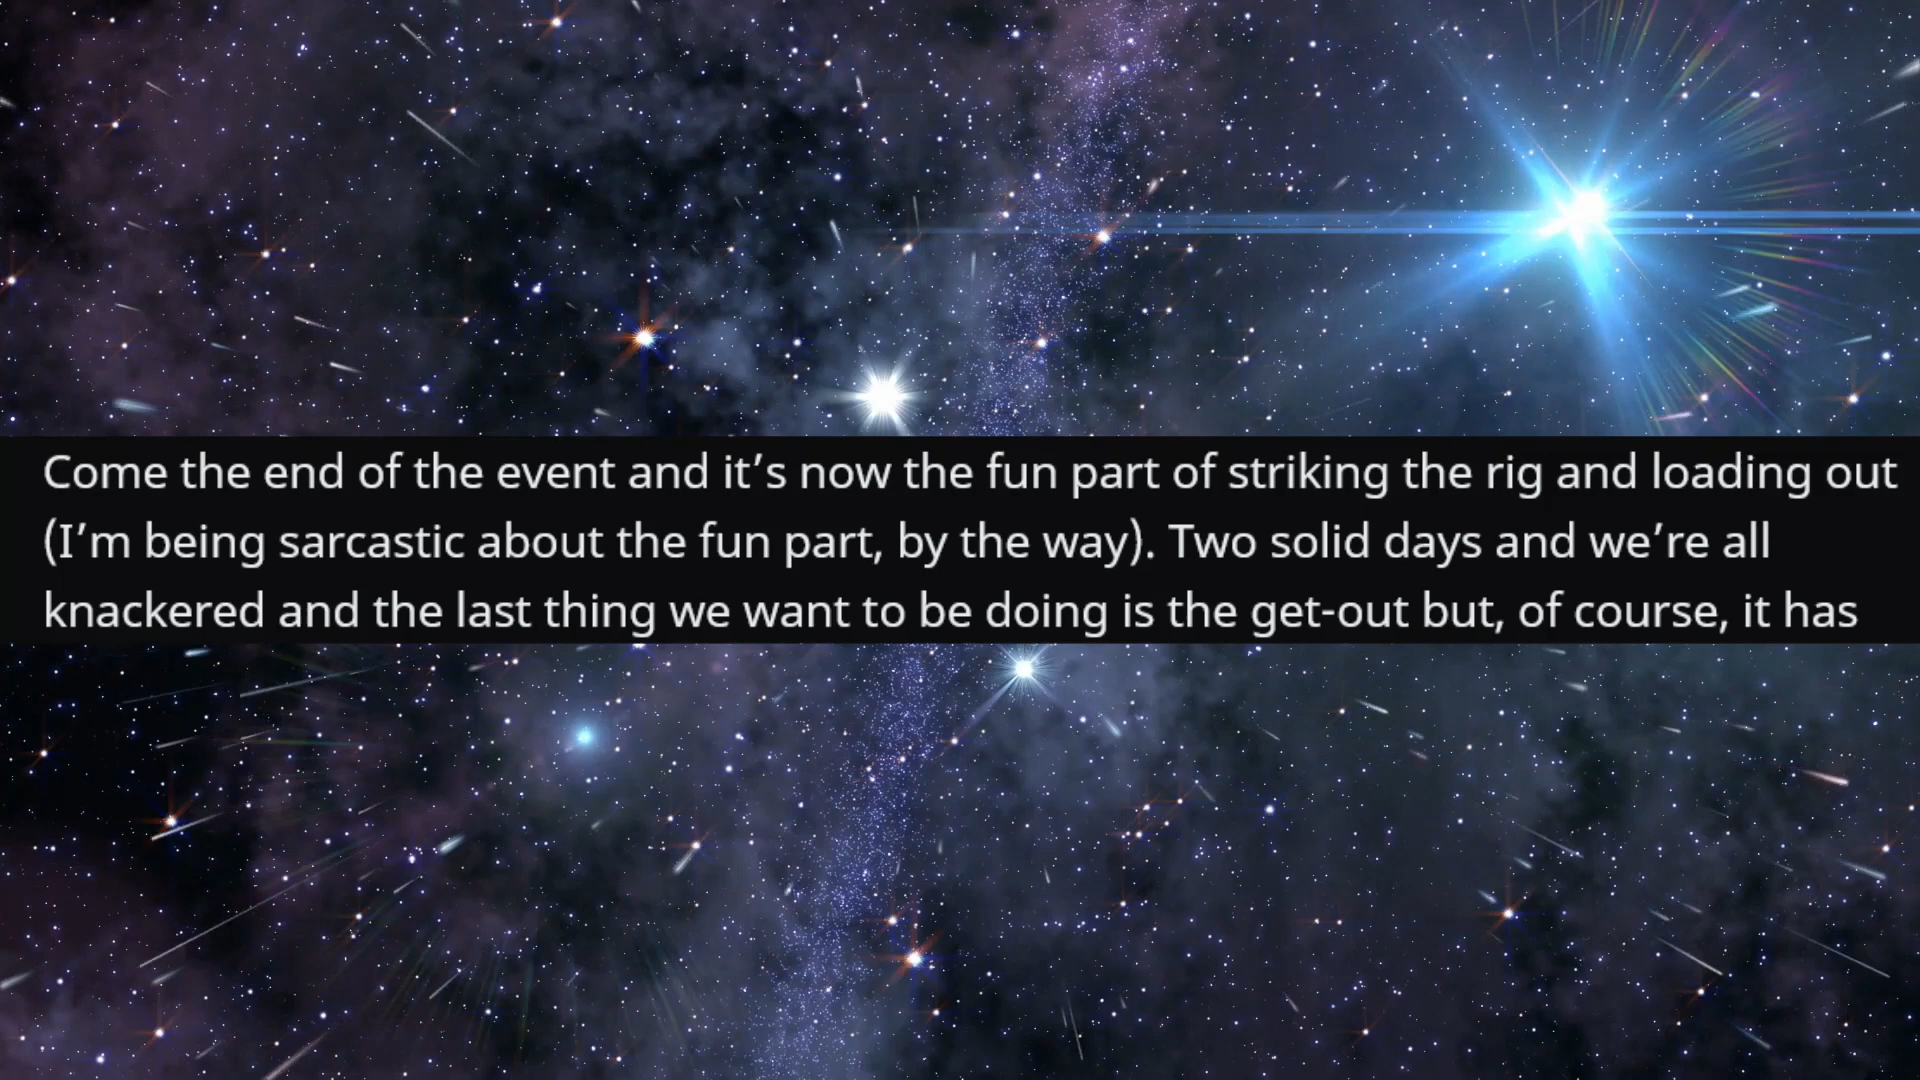 Come the end of the event and it’s now the fun part of striking the rig and loading out
(I’m being sarcastic about the fun part, by the way). Two solid days and we’re all
knackered and the last thing we want to be doing is the get-out but, of course, it has